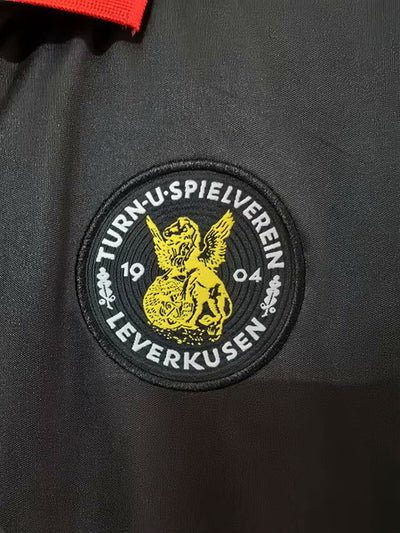 TURN-U-SPIELVEREIN
19 04
LEVERKUSEN